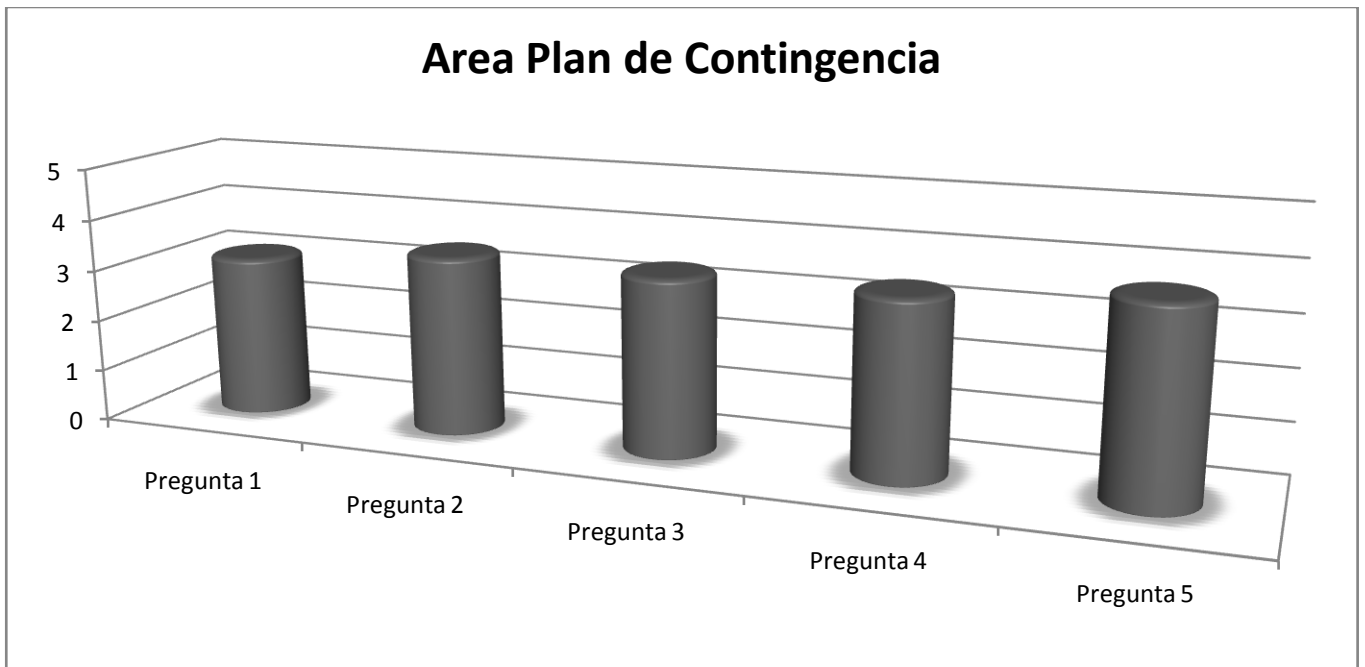 Area Plan de Contingencia
5
4
3
2
1
0
Pregunta 1
Pregunta 2
Pregunta 3
Pregunta 4
Pregunta 5